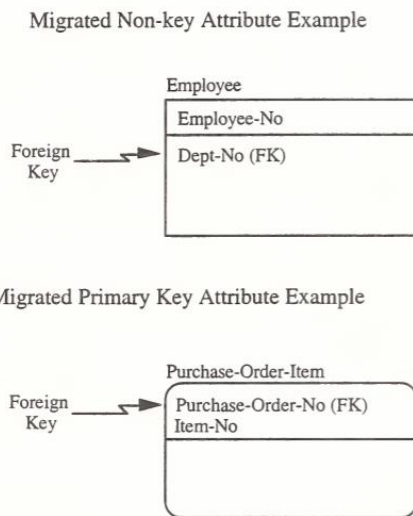 Migrated Non-key Attribute Example
Employee
Employee-No
Foreign
Key
Dept-No (FK)
Migrated Primary Key Attribute Example
Purchase-Order-Item
Foreign
Key
Purchase-Order-No (FK)
Item-No